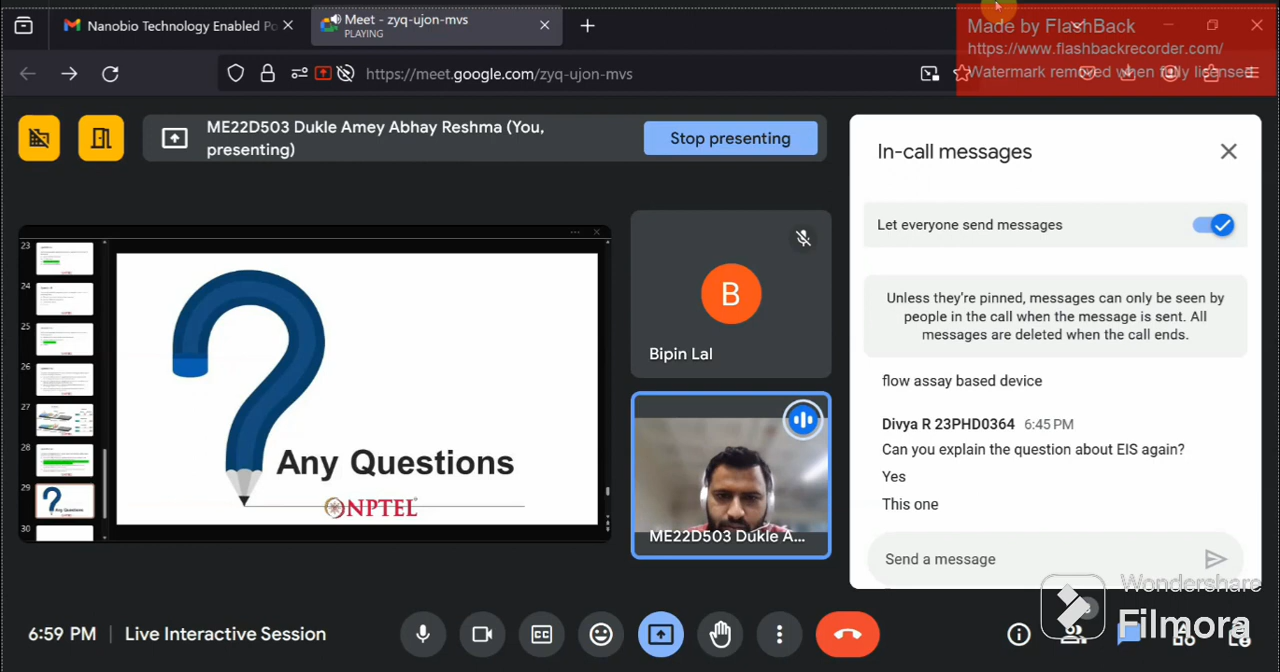 Nanobio Technology Enabled Po
Meet - zyq-ujon-mvs
PLAYING
Made by FlashBack
https://www.flashbackrecorder.com/
Watermark removed when fully licensed
https://meet.google.com/zyq-ujon-mvs
ME22D503 Dukle Amey Abhay Reshma (You,
presenting)
Stop presenting
In-call messages
Let everyone send messages
Unless they're pinned, messages can only be seen by
people in the call when the message is sent. All
messages are deleted when the call ends.
flow assay based device
Divya R 23PHD0364 6:45 PM
Can you explain the question about EIS again?
Yes
This one
Send a message
23
24
25
26
27
28
29
30
Any Questions
NPTEL
B
Bipin Lal
ME22D503 Dukle A...
6:59 PM
Live Interactive Session
Wondershare
Filmora